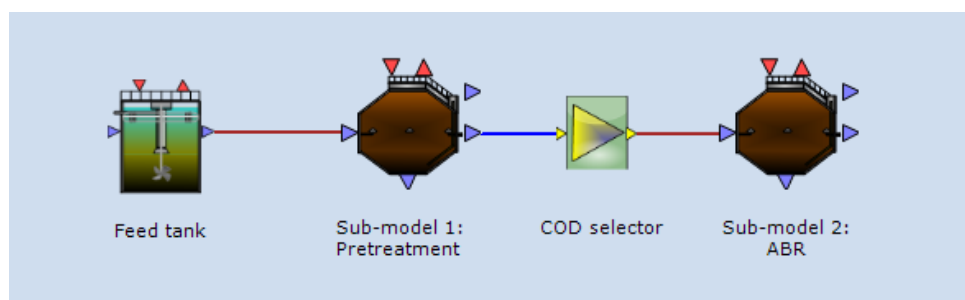 Feed tank
Sub-model 1:
Pretreatment
COD selector
Sub-model 2:
ABR